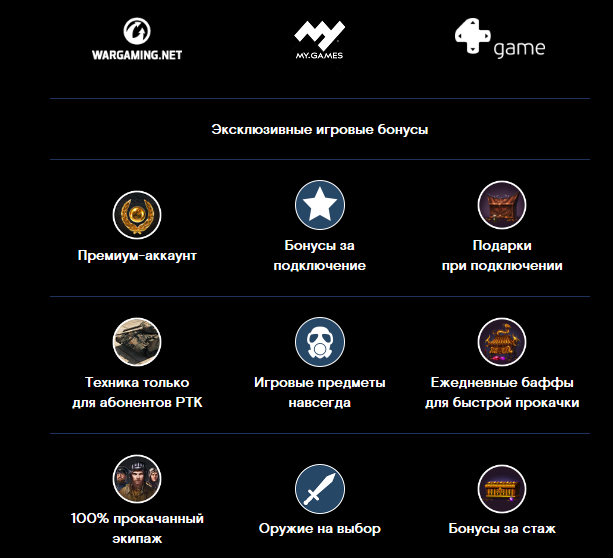 WARGAMING.NET
MY.GAMES
game
Эксклюзивные игровые бонусы
Премиум-аккаунт
Бонусы за
подключение
Подарки
при подключении
Техника только
для абонентов РТК
Игровые предметы
навсегда
Ежедневные баффы
для быстрой прокачки
100% прокачанный
экипаж
Оружие на выбор
Бонусы за стаж